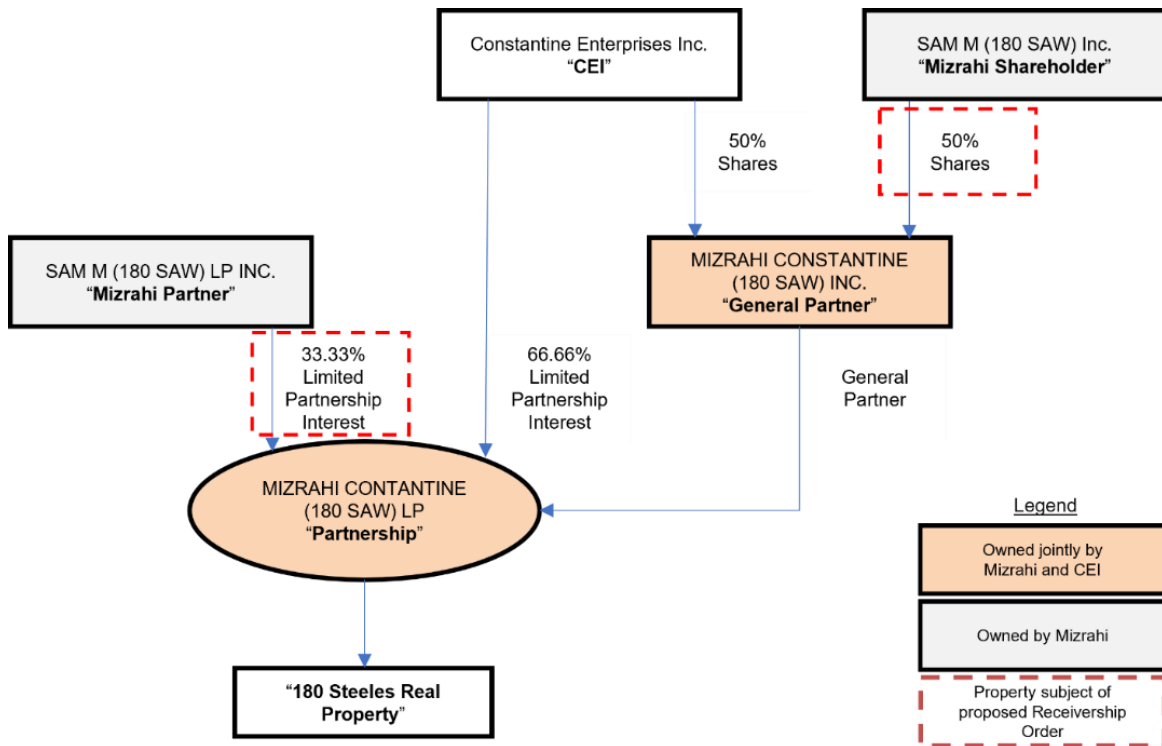 Constantine Enterprises Inc.
“CEI”
SAM M (180 SAW) Inc.
“Mizrahi Shareholder”
50%
Shares
50%
Shares
SAM M (180 SAW) LP INC.
“Mizrahi Partner”
MIZRAHI CONSTANTINE
(180 SAW) INC.
“General Partner”
33.33%
Limited
Partnership
Interest
66.66%
Limited
Partnership
Interest
General
Partner
MIZRAHI CONTANTINE
(180 SAW) LP
“Partnership”
“180 Steeles Real
Property”
Legend
Owned jointly by
Mizrahi and CEI
Owned by Mizrahi
Property subject of
proposed Receivership
Order